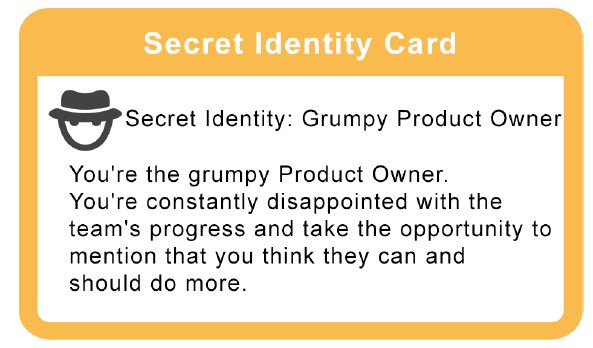 Secret Identity Card
Secret Identity: Grumpy Product Owner
You're the grumpy Product Owner.
You're constantly disappointed with the
team's progress and take the opportunity to
mention that you think they can and
should do more.